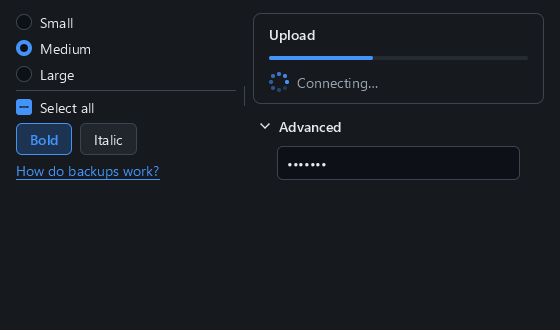 Small
Medium
Large
Select all
Bold
Italic
How do backups work?
Upload
Connecting...
Advanced
•••••••